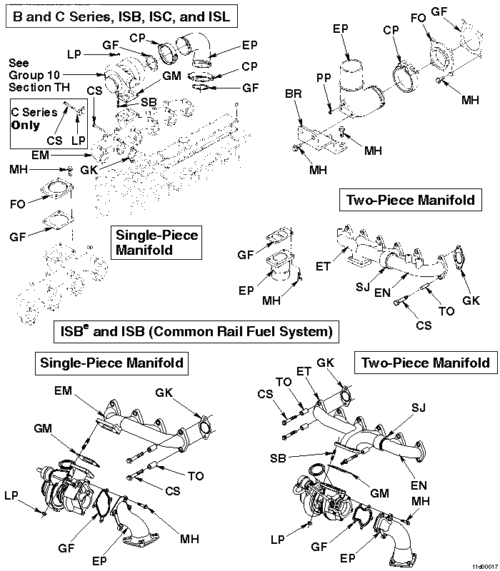 B and C Series, ISB, ISC, and ISL
LP
GF
CP
EP
CP
GF
GM
SB
See
Group 10
Section TH
CS
C Series
Only
CS
LP
EM
MH
GK
FO
GF
Single-Piece
Manifold
EP
CP
FO
GF
PP
BR
MH
MH
MH
Two-Piece Manifold
GF
EP
MH
ET
SJ
EN
GK
TO
CS
ISBe and ISB (Common Rail Fuel System)
Single-Piece Manifold
EM
GK
GM
TO
CS
LP
GF
EP
MH
Two-Piece Manifold
GK
ET
TO
CS
SJ
SB
EN
GM
MH
LP
GF
EP
11d00017